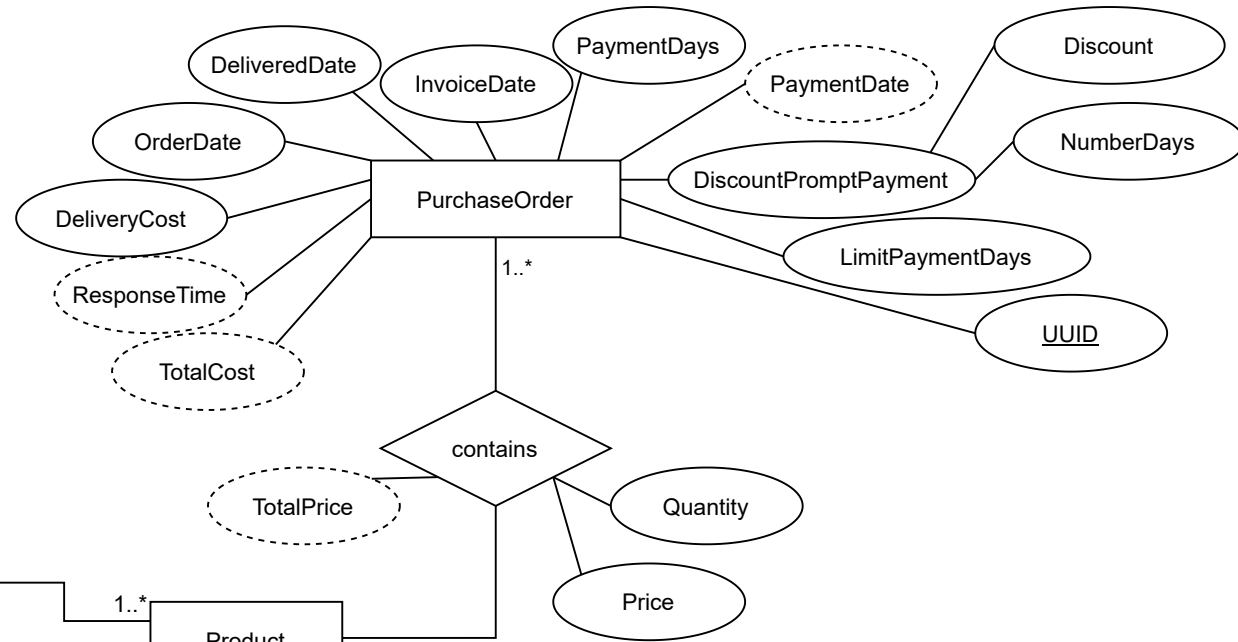 PaymentDays
Discount
DeliveredDate
InvoiceDate
PaymentDate
OrderDate
NumberDays
DiscountPromptPayment
PurchaseOrder
DeliveryCost
LimitPaymentDays
1..*
ResponseTime
UUID
TotalCost
contains
TotalPrice
Quantity
1..*
Price
Product